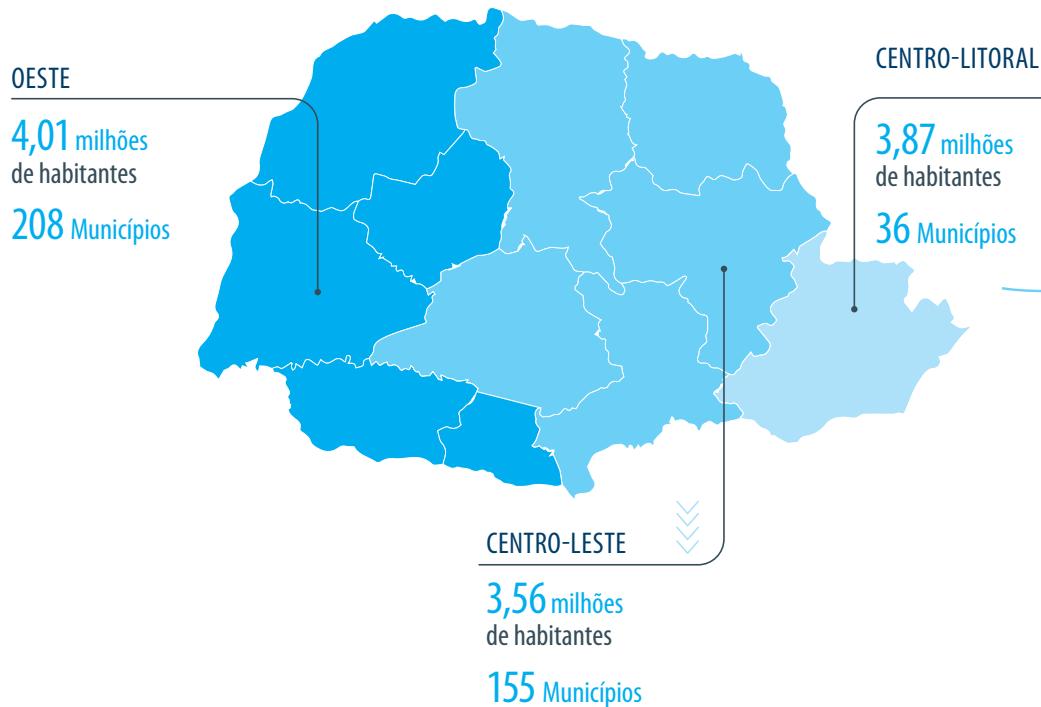 OESTE
4,01 milhões
de habitantes
208 Municípios
CENTRO-LITORAL
3,87 milhões
de habitantes
36 Municípios
CENTRO-LESTE
3,56 milhões
de habitantes
155 Municípios